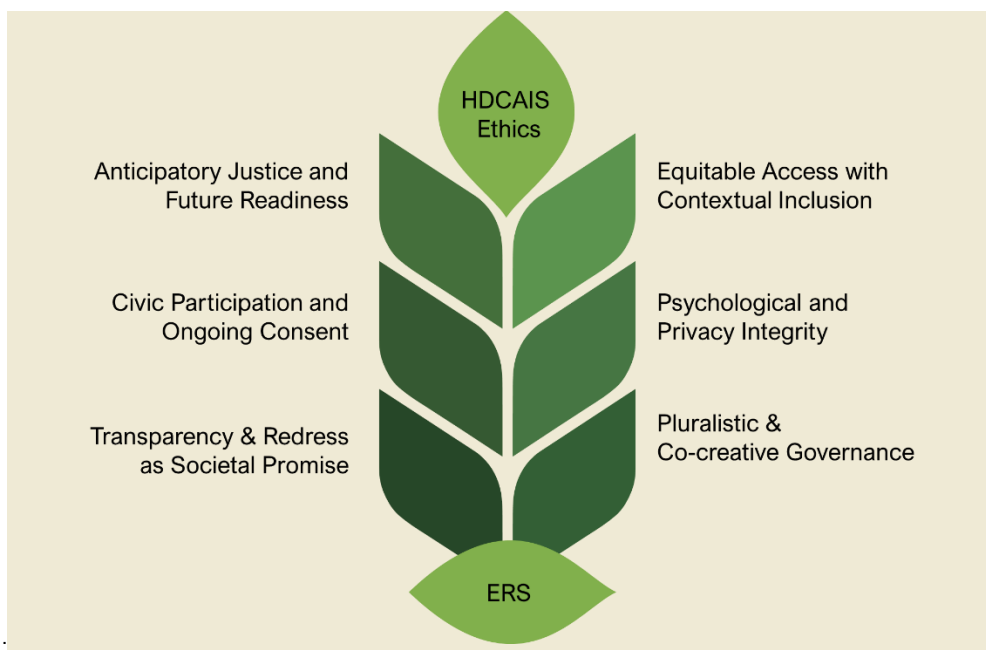 HDCAIS
Ethics
Anticipatory Justice and
Future Readiness
Equitable Access with
Contextual Inclusion
Civic Participation and
Ongoing Consent
Psychological and
Privacy Integrity
Transparency & Redress
as Societal Promise
Pluralistic &
Co-creative Governance
ERS
.